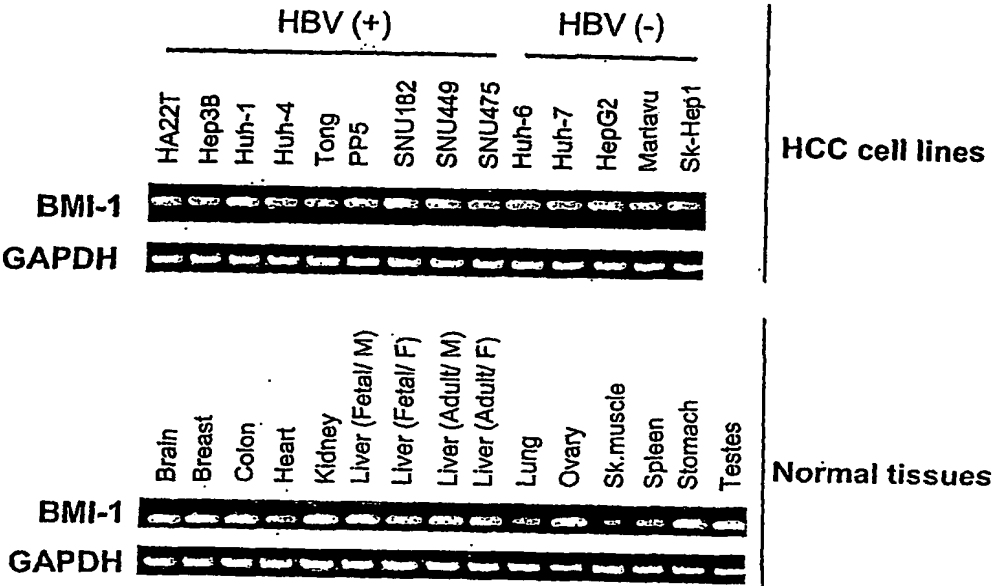 HBV (+)
HBV (-)
HA22T
Hep3B
Huh-1
Huh-4
Tong
PP5
SNU182
SNU449
SNU475
Huh-6
Huh-7
HepG2
Marlavu
Sk-Hep1
HCC cell lines
BMI-1
GAPDH
Brain
Breast
Colon
Heart
Kidney
Liver (Fetal/ M)
Liver (Fetal/ F)
Liver (Adult/ M)
Liver (Adult/ F)
Lung
Ovary
Sk.muscle
Spleen
Stomach
Testes
Normal tissues
BMI-1
GAPDH